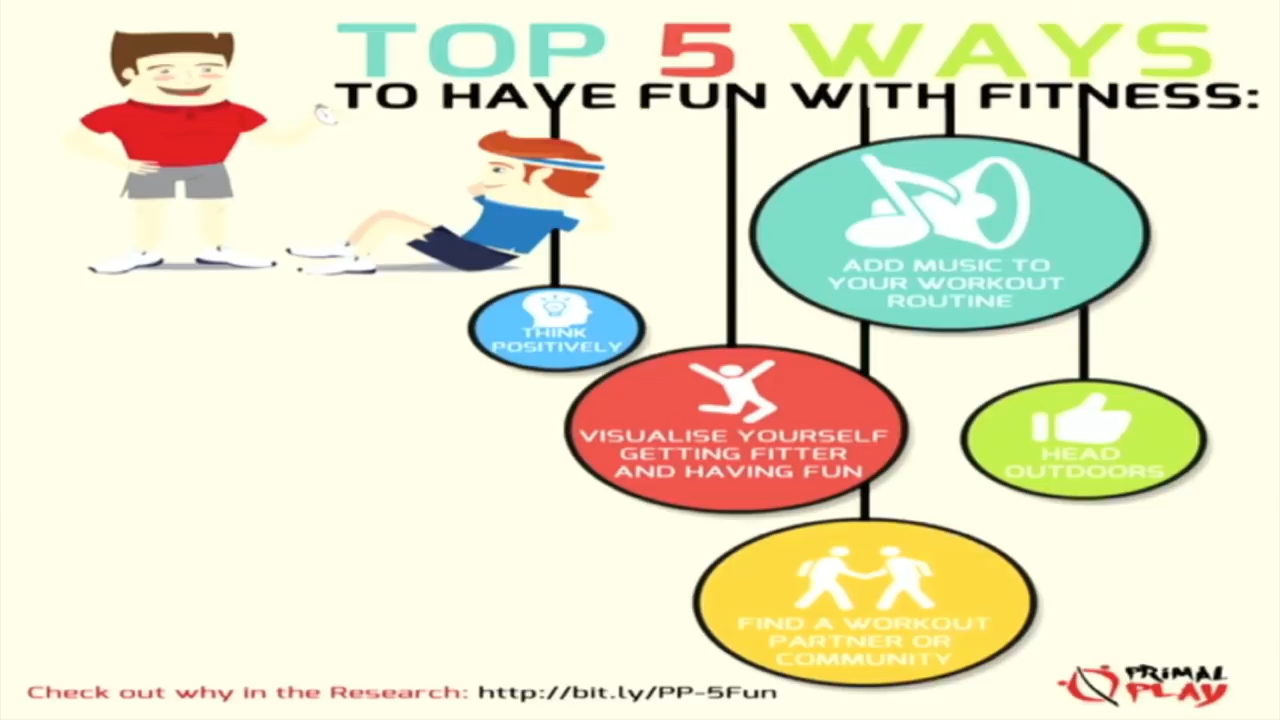 TOP 5 WAYS
TO HAVE FUN WITH FITNESS:
THINK
POSITIVELY
VISUALISE YOURSELF
GETTING FITTER
AND HAVING FUN
FIND A WORKOUT
PARTNER OR
COMMUNITY
ADD MUSIC TO
YOUR WORKOUT
ROUTINE
HEAD
OUTDOORS
Check out why in the Research: http://bit.ly/PP-5Fun
PRiMAL
PLAY